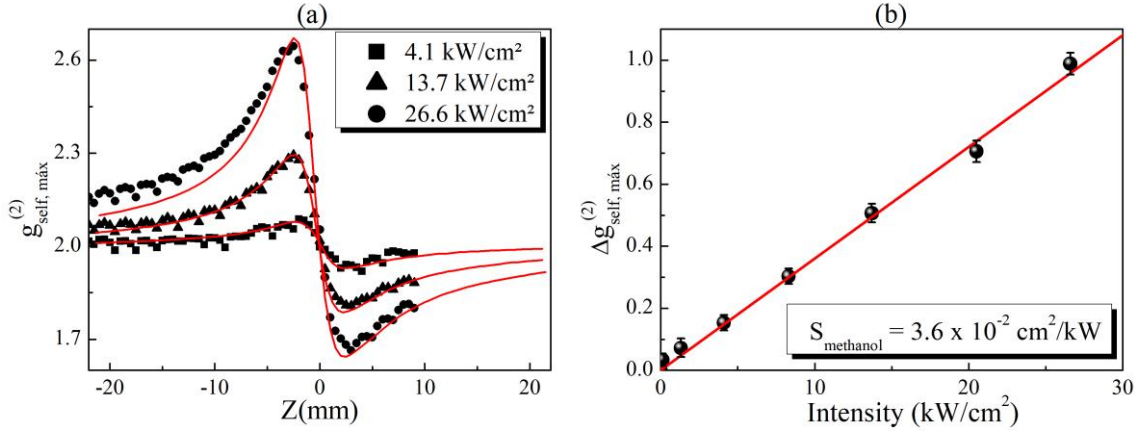 (a)
g(2)self, máx
2.6
2.3
2.0
1.7
■ 4.1 kW/cm²
▲ 13.7 kW/cm²
● 26.6 kW/cm²
-20 -10 0 10 20
Z(mm)
(b)
Δg(2)self, máx
1.0
0.8
0.6
0.4
0.2
0.0
S methanol = 3.6 x 10-2 cm2/kW
0 10 20 30
Intensity (kW/cm2)